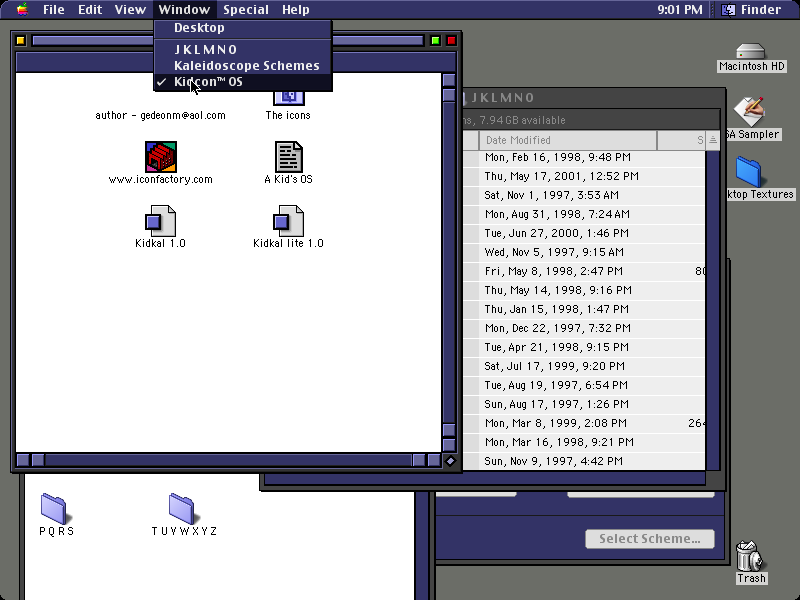 File Edit View Window Special Help 9:01 PM Finder
Desktop
J K L M N O
Kaleidoscope Schemes
Kidcon™ OS
author - gedeonm@aol.com
The icons
www.iconfactory.com
A Kid's OS
Kidkal 1.0
Kidkal lite 1.0
J K L M N O
ms, 7.94 GB available
Date Modified S
Mon, Feb 16, 1998, 9:48 PM
Thu, May 17, 2001, 12:52 PM
Sat, Nov 1, 1997, 3:53 AM
Mon, Aug 31, 1998, 7:24 AM
Tue, Jun 27, 2000, 1:46 PM
Wed, Nov 5, 1997, 9:15 AM
Fri, May 8, 1998, 2:47 PM 80
Thu, May 14, 1998, 9:16 PM
Thu, Jan 15, 1998, 1:47 PM
Mon, Dec 22, 1997, 7:32 PM
Tue, Apr 21, 1998, 9:15 PM
Sat, Jul 17, 1999, 9:20 PM
Tue, Aug 19, 1997, 6:54 PM
Sun, Aug 17, 1997, 1:26 PM
Mon, Mar 8, 1999, 2:08 PM 264
Mon, Mar 16, 1998, 9:21 PM
Sun, Nov 9, 1997, 4:42 PM
Macintosh HD
SA Sampler
ktop Textures
P Q R S
T U V W X Y Z
Select Scheme...
Trash